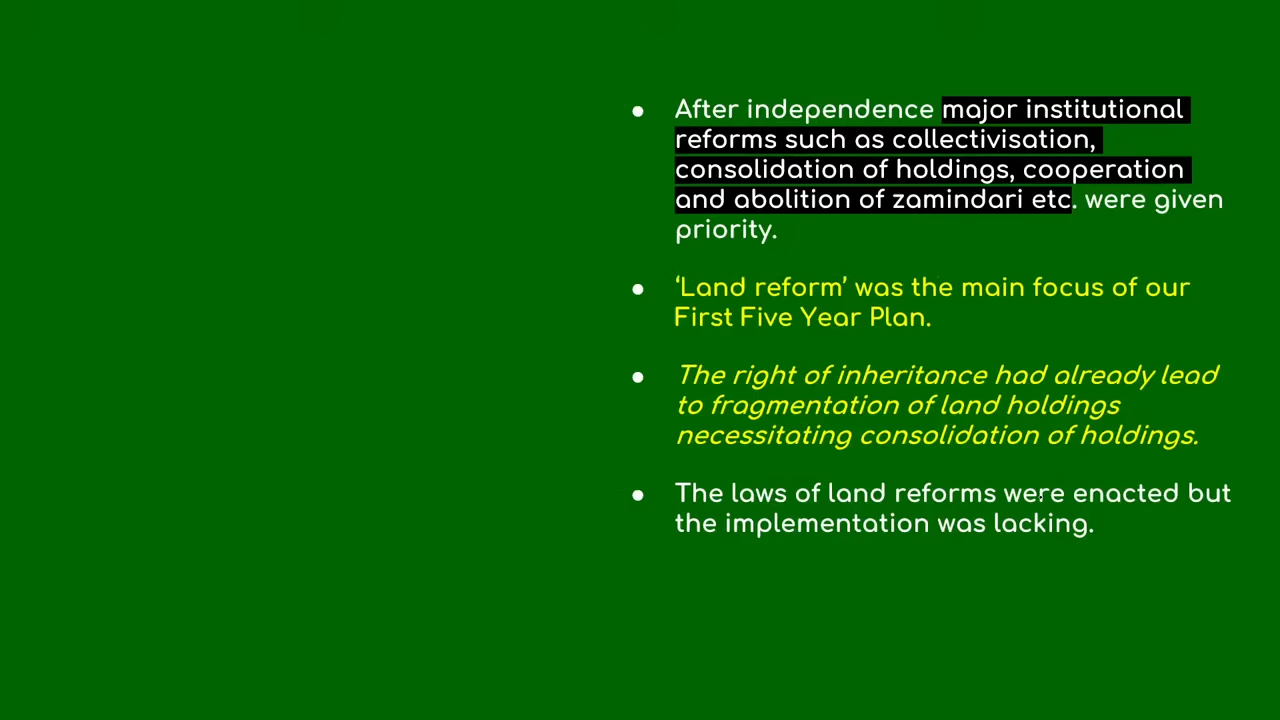 ● After independence major institutional
reforms such as collectivisation,
consolidation of holdings, cooperation
and abolition of zamindari etc. were given
priority.
● ‘Land reform’ was the main focus of our
First Five Year Plan.
● The right of inheritance had already lead
to fragmentation of land holdings
necessitating consolidation of holdings.
● The laws of land reforms were enacted but
the implementation was lacking.